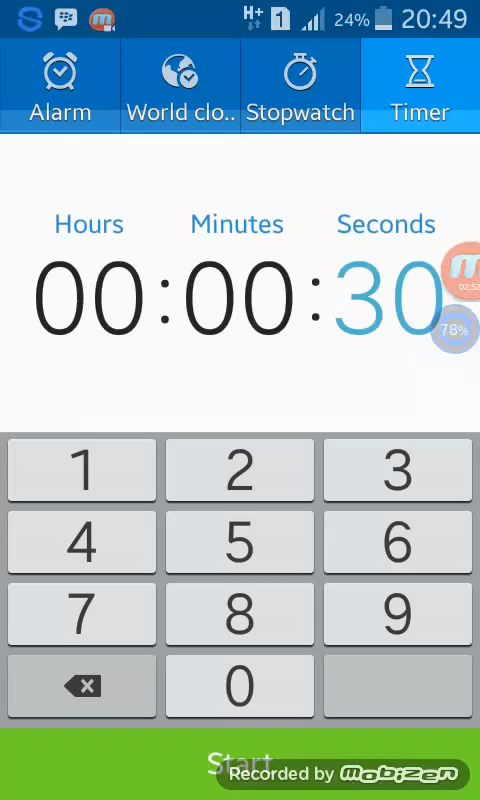 H+ 1 24% 20:49
Alarm World clo.. Stopwatch Timer
Hours Minutes Seconds
00:00:30
02:52
78%
1 2 3
4 5 6
7 8 9
0
Start
Recorded by mobizen